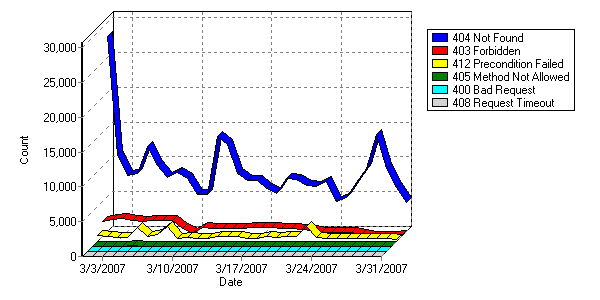 30,000
25,000
20,000
15,000
10,000
5,000
0
Count
3/3/2007 3/10/2007 3/17/2007 3/24/2007 3/31/2007
Date
404 Not Found
403 Forbidden
412 Precondition Failed
405 Method Not Allowed
400 Bad Request
408 Request Timeout